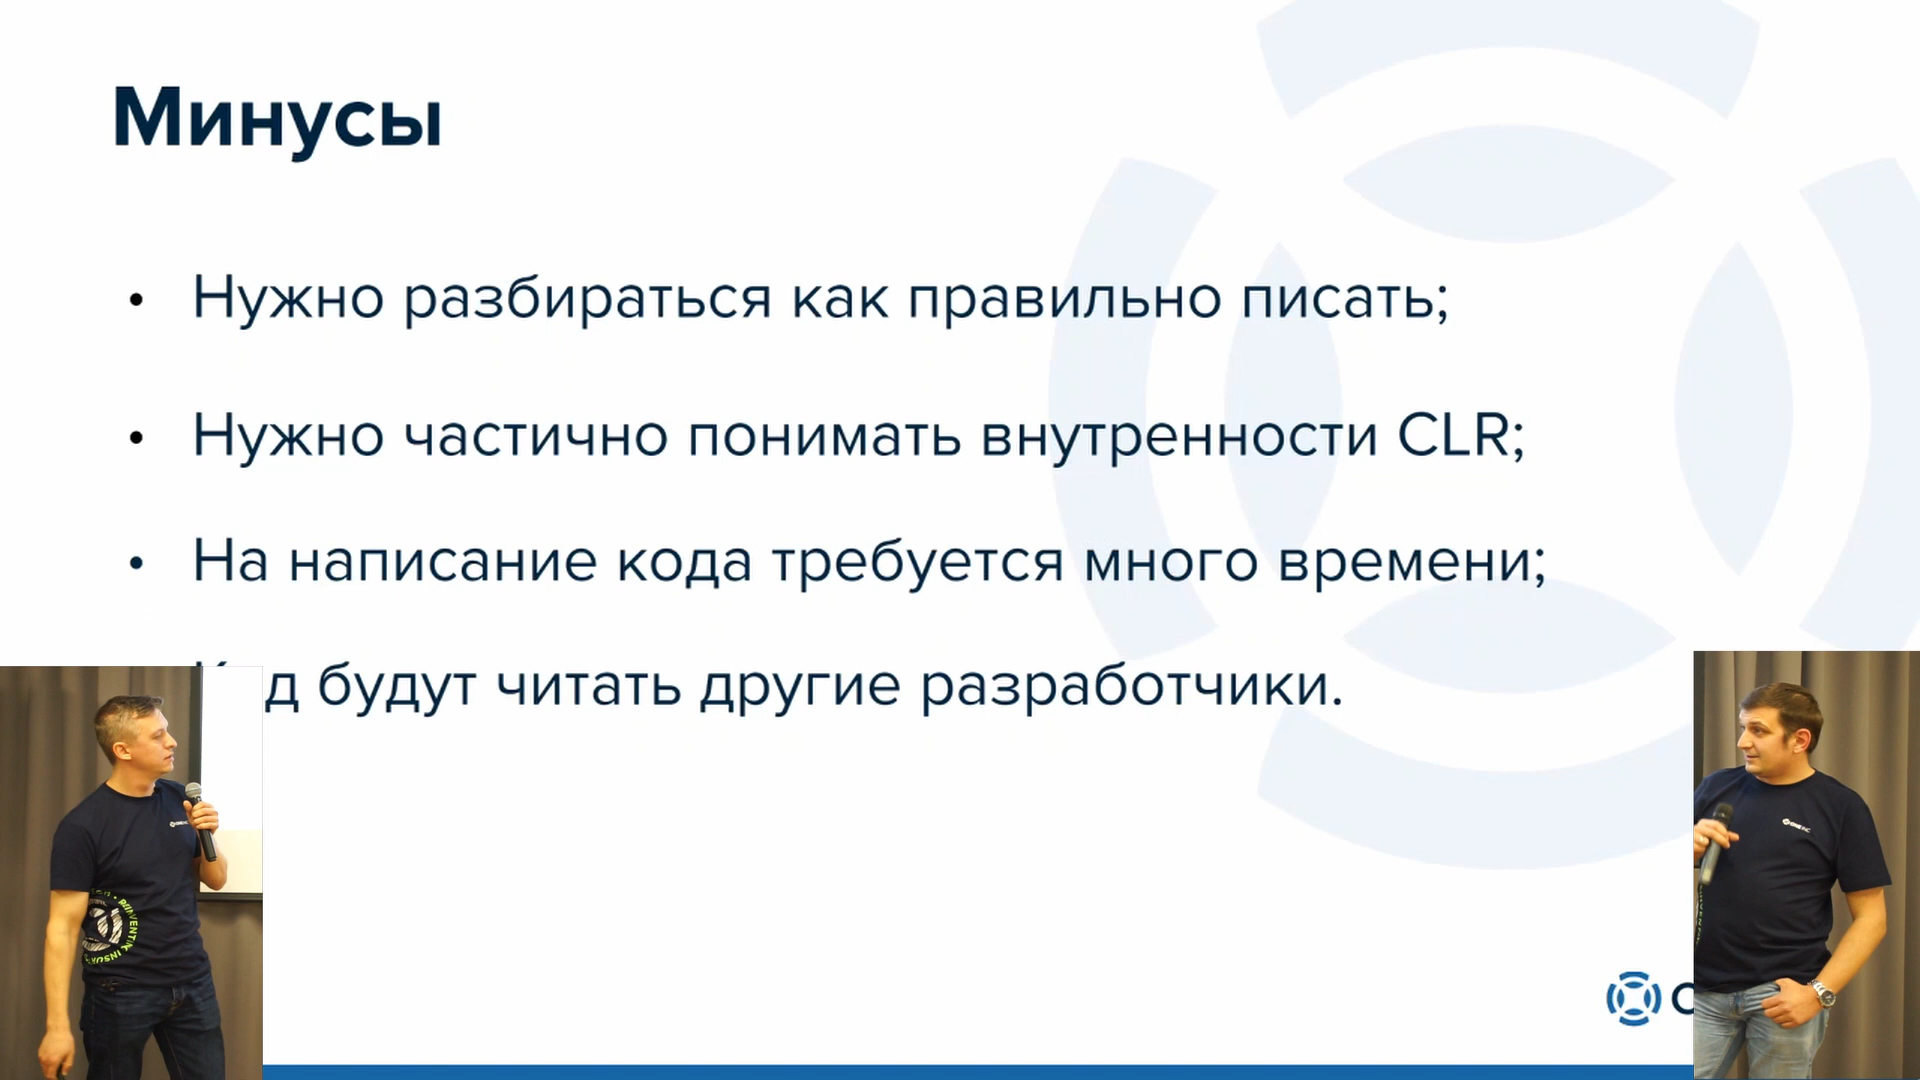 Минусы
• Нужно разбираться как правильно писать;
• Нужно частично понимать внутренности CLR;
• На написание кода требуется много времени;
д будут читать другие разработчики.